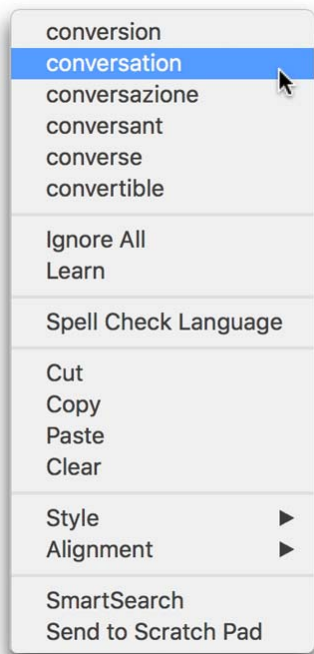 conversion
conversation
conversazione
conversant
converse
convertible
Ignore All
Learn
Spell Check Language
Cut
Copy
Paste
Clear
Style
Alignment
SmartSearch
Send to Scratch Pad